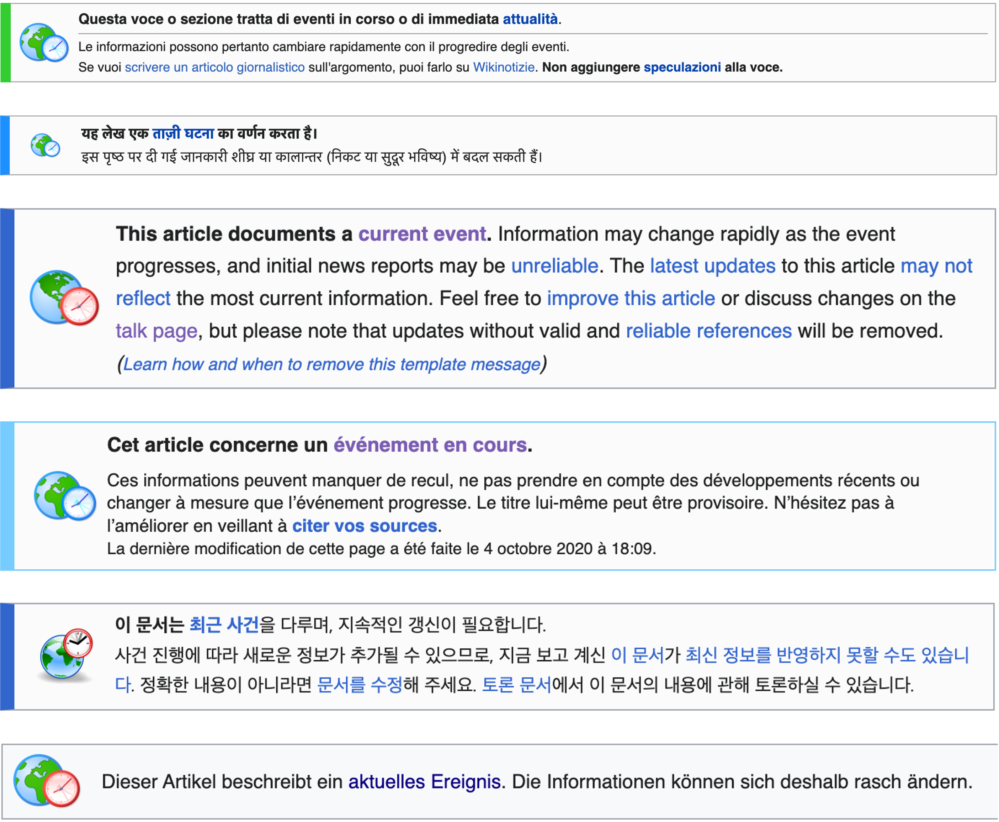 Questa voce o sezione tratta di eventi in corso o di immediata attualità.
Le informazioni possono pertanto cambiare rapidamente con il progredire degli eventi.
Se vuoi scrivere un articolo giornalistico sull'argomento, puoi farlo su Wikinotizie. Non aggiungere speculazioni alla voce.
यह लेख एक ताज़ी घटना का वर्णन करता है।
इस पृष्ठ पर दी गई जानकारी शीघ्र या कालान्तर (निकट या सुदूर भविष्य) में बदल सकती हैं।
This article documents a current event. Information may change rapidly as the event
progresses, and initial news reports may be unreliable. The latest updates to this article may not
reflect the most current information. Feel free to improve this article or discuss changes on the
talk page, but please note that updates without valid and reliable references will be removed.
(Learn how and when to remove this template message)
Cet article concerne un événement en cours.
Ces informations peuvent manquer de recul, ne pas prendre en compte des développements récents ou
changer à mesure que l’événement progresse. Le titre lui-même peut être provisoire. N’hésitez pas à
l’améliorer en veillant à citer vos sources.
La dernière modification de cette page a été faite le 4 octobre 2020 à 18:09.
이 문서는 최근 사건을 다루며, 지속적인 갱신이 필요합니다.
사건 진행에 따라 새로운 정보가 추가될 수 있으므로, 지금 보고 계신 이 문서가 최신 정보를 반영하지 못할 수도 있습니
다. 정확한 내용이 아니라면 문서를 수정해 주세요. 토론 문서에서 이 문서의 내용에 관해 토론하실 수 있습니다.
Dieser Artikel beschreibt ein aktuelles Ereignis. Die Informationen können sich deshalb rasch ändern.